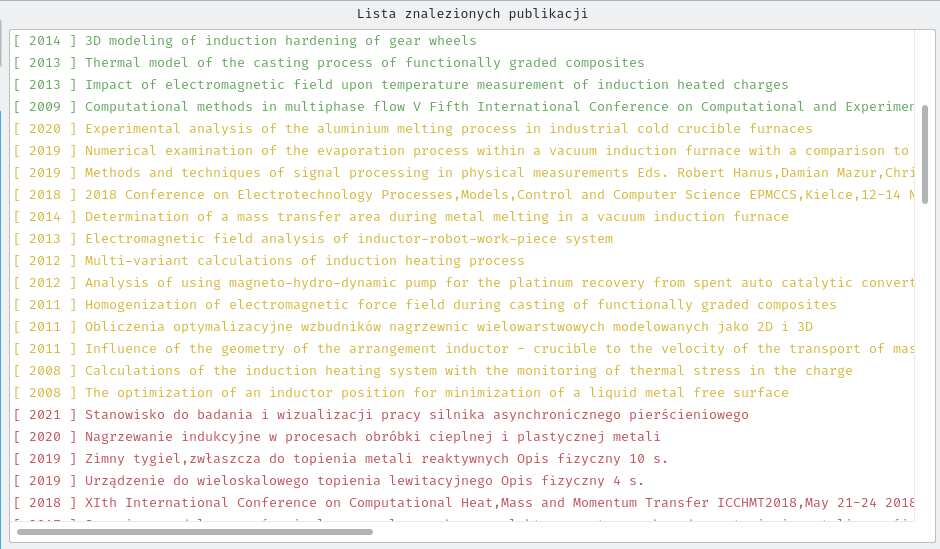 Lista znalezionych publikacji
[ 2014 ] 3D modeling of induction hardening of gear wheels
[ 2013 ] Thermal model of the casting process of functionally graded composites
[ 2013 ] Impact of electromagnetic field upon temperature measurement of induction heated charges
[ 2009 ] Computational methods in multiphase flow V Fifth International Conference on Computational and Experimen
[ 2020 ] Experimental analysis of the aluminium melting process in industrial cold crucible furnaces
[ 2019 ] Numerical examination of the evaporation process within a vacuum induction furnace with a comparison to
[ 2019 ] Methods and techniques of signal processing in physical measurements Eds. Robert Hanus,Damian Mazur,Chri
[ 2018 ] 2018 Conference on Electrotechnology Processes,Models,Control and Computer Science EPMCCS,Kielce,12-14 N
[ 2014 ] Determination of a mass transfer area during metal melting in a vacuum induction furnace
[ 2013 ] Electromagnetic field analysis of inductor-robot-work-piece system
[ 2012 ] Multi-variant calculations of induction heating process
[ 2012 ] Analysis of using magneto-hydro-dynamic pump for the platinum recovery from spent auto catalytic convert
[ 2011 ] Homogenization of electromagnetic force field during casting of functionally graded composites
[ 2011 ] Obliczenia optymalizacyjne wzbudników nagrzewnic wielowarstwowych modelowanych jako 2D i 3D
[ 2011 ] Influence of the geometry of the arrangement inductor - crucible to the velocity of the transport of mas
[ 2008 ] Calculations of the induction heating system with the monitoring of thermal stress in the charge
[ 2008 ] The optimization of an inductor position for minimization of a liquid metal free surface
[ 2021 ] Stanowisko do badania i wizualizacji pracy silnika asynchronicznego pierścieniowego
[ 2020 ] Nagrzewanie indukcyjne w procesach obróbki cieplnej i plastycznej metali
[ 2019 ] Zimny tygiel,zwłaszcza do topienia metali reaktywnych Opis fizyczny 10 s.
[ 2019 ] Urządzenie do wieloskalowego topienia lewitacyjnego Opis fizyczny 4 s.
[ 2018 ] XIth International Conference on Computational Heat,Mass and Momentum Transfer ICCHMT2018,May 21-24 2018